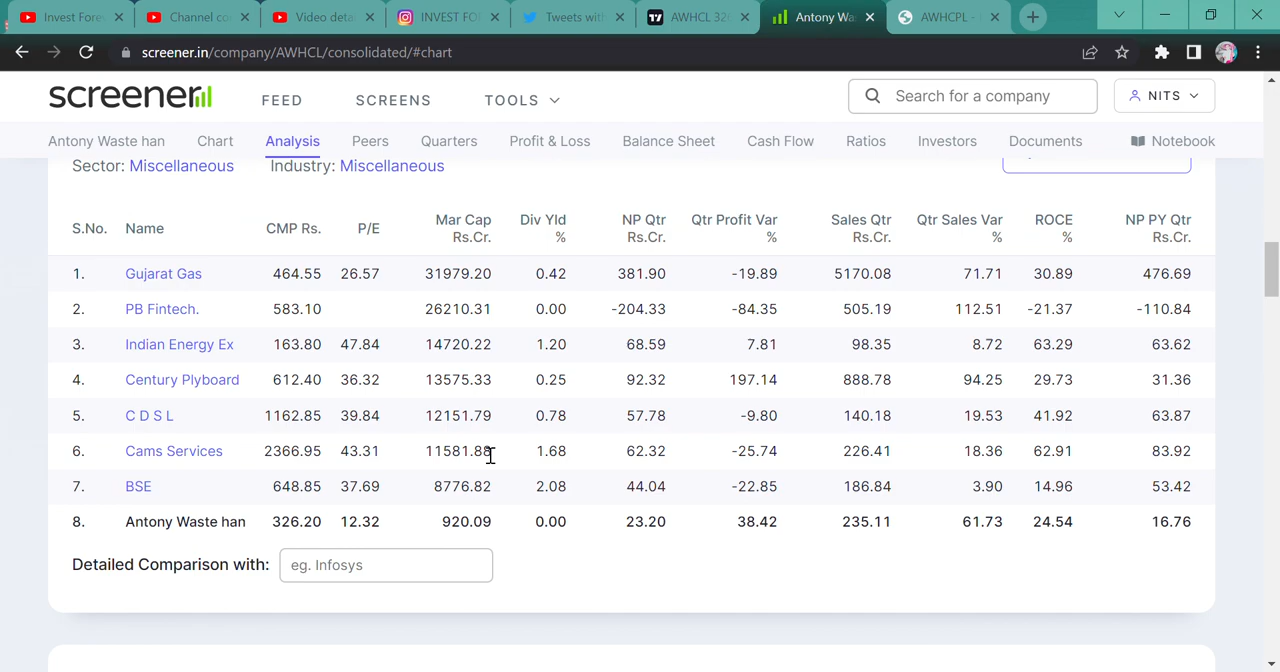 Invest Fore
Channel co
Video deta
INVEST FO
Tweets with
AWHCL 326
Antony Wa
AWHCPL -
screener.in/company/AWHCL/consolidated/#chart
screener
FEED
SCREENS
TOOLS
Search for a company
NITS
Antony Waste han
Chart
Analysis
Peers
Quarters
Profit & Loss
Balance Sheet
Cash Flow
Ratios
Investors
Documents
Notebook
Sector: Miscellaneous Industry: Miscellaneous
S.No. Name CMP Rs. P/E Mar Cap Rs.Cr. Div Yld % NP Qtr Rs.Cr. Qtr Profit Var % Sales Qtr Rs.Cr. Qtr Sales Var % ROCE % NP PY Qtr Rs.Cr.
1. Gujarat Gas 464.55 26.57 31979.20 0.42 381.90 -19.89 5170.08 71.71 30.89 476.69
2. PB Fintech. 583.10 26210.31 0.00 -204.33 -84.35 505.19 112.51 -21.37 -110.84
3. Indian Energy Ex 163.80 47.84 14720.22 1.20 68.59 7.81 98.35 8.72 63.29 63.62
4. Century Plyboard 612.40 36.32 13575.33 0.25 92.32 197.14 888.78 94.25 29.73 31.36
5. C D S L 1162.85 39.84 12151.79 0.78 57.78 -9.80 140.18 19.53 41.92 63.87
6. Cams Services 2366.95 43.31 11581.88 1.68 62.32 -25.74 226.41 18.36 62.91 83.92
7. BSE 648.85 37.69 8776.82 2.08 44.04 -22.85 186.84 3.90 14.96 53.42
8. Antony Waste han 326.20 12.32 920.09 0.00 23.20 38.42 235.11 61.73 24.54 16.76
Detailed Comparison with: eg. Infosys